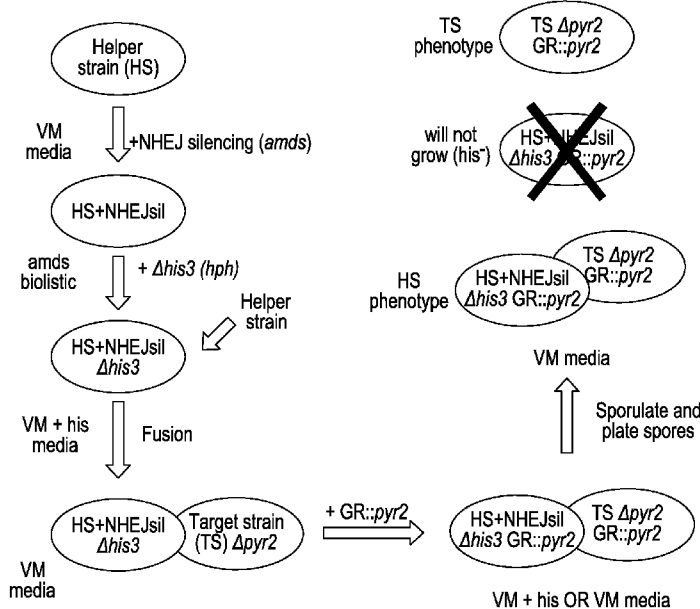 Helper
strain (HS)
VM
media
+NHEJ silencing (amds)
HS+NHEJsil
amds
biolistic
+ Δhis3 (hph)
Helper
strain
HS+NHEJsil
Δhis3
VM + his
media
Fusion
HS+NHEJsil
Δhis3
Target strain
(TS) Δpyr2
VM
media
+ GR::pyr2
HS+NHEJsil
Δhis3 GR::pyr2
TS Δpyr2
GR::pyr2
VM + his OR VM media
Sporulate and
plate spores
VM media
HS
phenotype
HS+NHEJsil
Δhis3 GR::pyr2
TS Δpyr2
GR::pyr2
will not
grow (his⁻)
HS+NHEJsil
Δhis3 GR::pyr2
TS
phenotype
TS Δpyr2
GR::pyr2